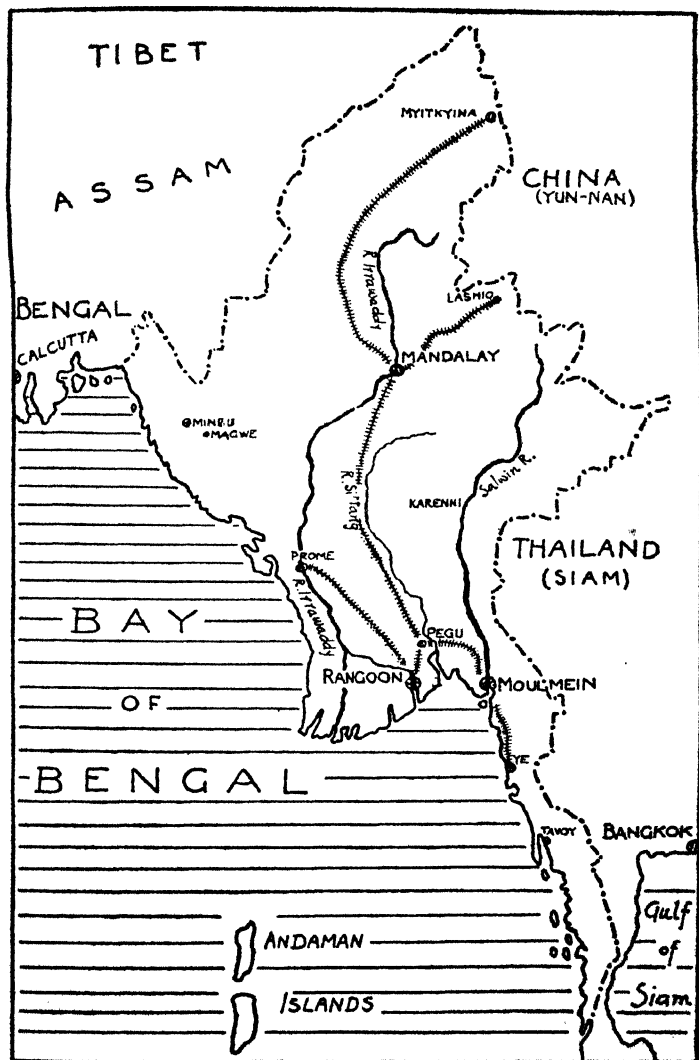 TIBET
MYITKYINA
ASSAM
CHINA
(YUN-NAN)
R. Irrawaddy
BENGAL
LASHIO
CALCUTTA
MANDALAY
MINBU
MAGWE
Salwin R.
R. Sittang
KARENNI
THAILAND
(SIAM)
PROME
R. Irrawaddy
BAY
PEGU
RANGOON
MOULMEIN
OF
YE
BENGAL
TAVOY
BANGKOK
Gulf
ANDAMAN
of
ISLANDS
Siam